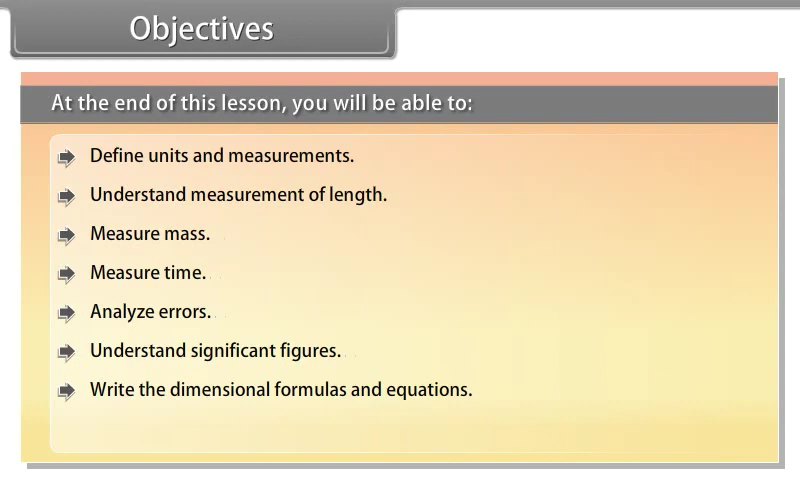 Objectives
At the end of this lesson, you will be able to:
Define units and measurements.
Understand measurement of length.
Measure mass.
Measure time.
Analyze errors.
Understand significant figures.
Write the dimensional formulas and equations.